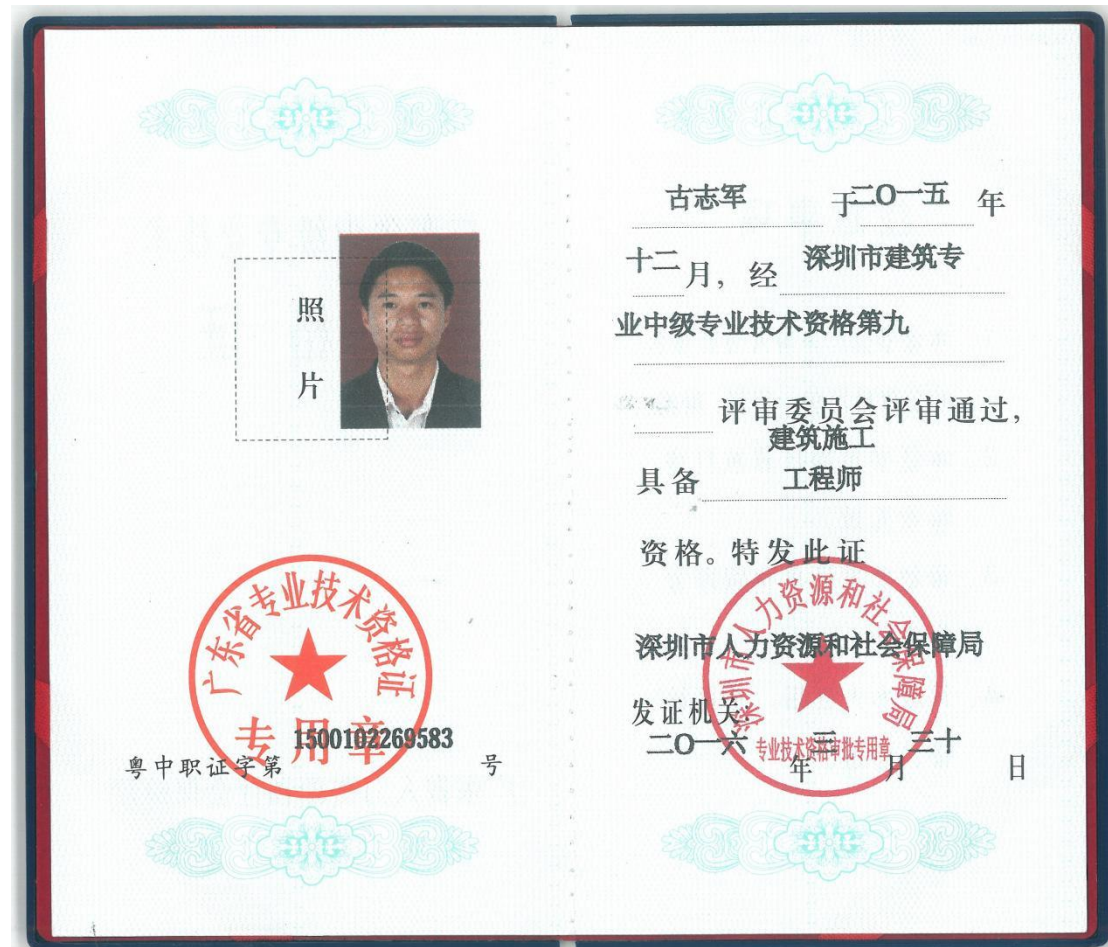 照
片
广东省专业技术资格证
专用章
1500102269583
粤中职证字第 号
古志军 于二O一五 年
十二月，经 深圳市建筑专
业中级专业技术资格第九
评审委员会评审通过，
建筑施工
具备 工程师
资格。特发此证
深圳市人力资源和社会保障局
深圳市人力资源和社会保障局
发证机关：
专业技术资格审批专用章
二O一六 年 三 月 三十 日